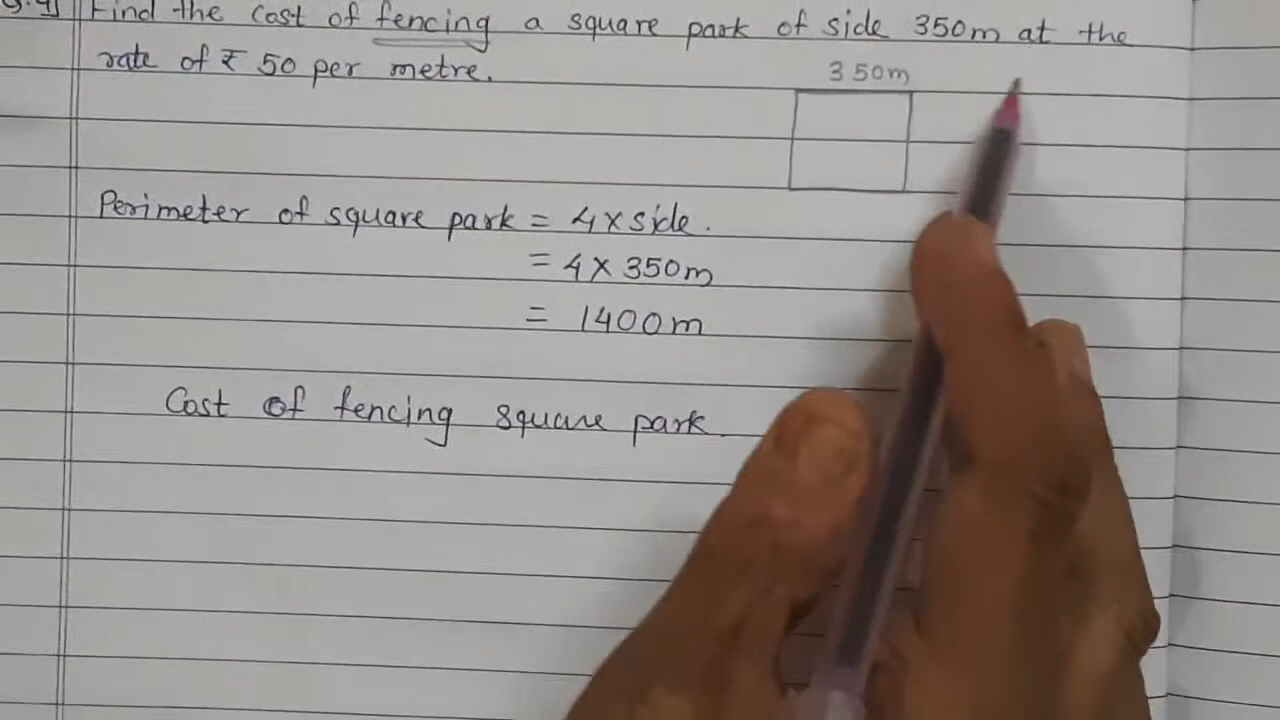 Find the cost of fencing a square park of side 350m at the
rate of ₹ 50 per metre.
350m
Perimeter of square park = 4 x side.
= 4 x 350m
= 1400m
Cost of fencing square park